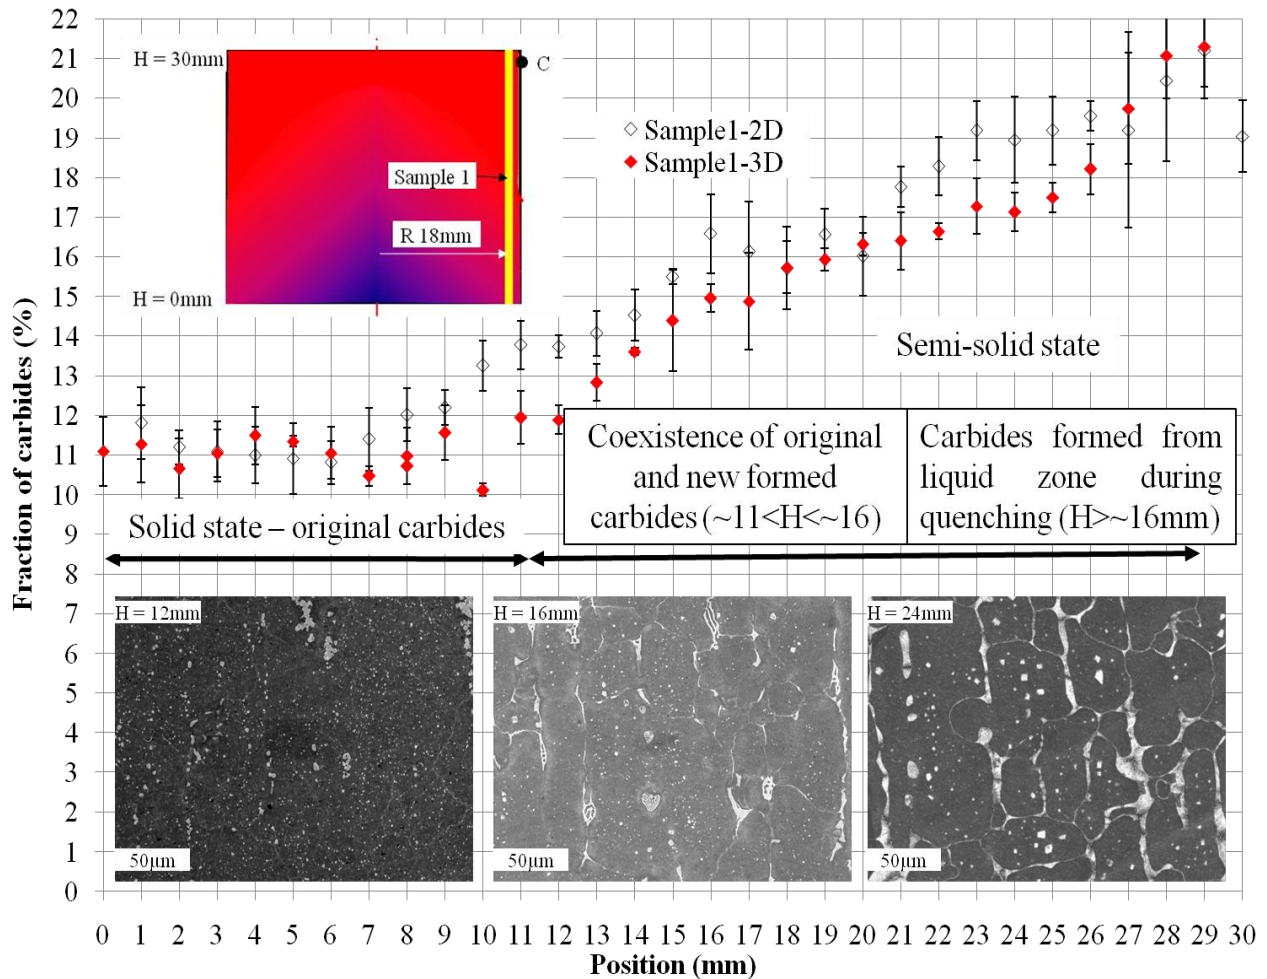 22
21
20
19
18
17
16
15
14
13
12
11
10
9
8
7
6
5
4
3
2
1
0
Fraction of carbides (%)
H = 30mm
C
Sample 1
R 18mm
H = 0mm
Sample1-2D
Sample1-3D
Semi-solid state
Solid state – original carbides
Coexistence of original
and new formed
carbides (~11<H<~16)
Carbides formed from
liquid zone during
quenching (H>~16mm)
H = 12mm
50µm
H = 16mm
50µm
H = 24mm
50µm
0 1 2 3 4 5 6 7 8 9 10 11 12 13 14 15 16 17 18 19 20 21 22 23 24 25 26 27 28 29 30
Position (mm)